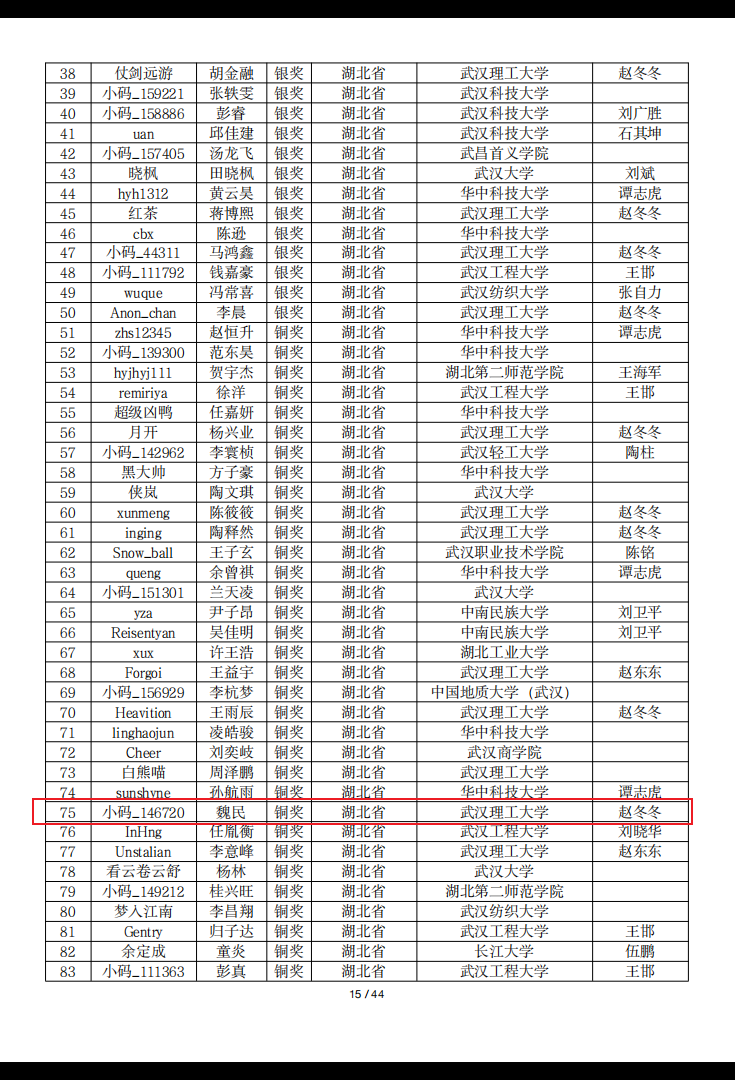 38 仗剑远游 胡金融 银奖 湖北省 武汉理工大学 赵冬冬
39 小码_159221 张轶雯 银奖 湖北省 武汉科技大学
40 小码_158886 彭睿 银奖 湖北省 武汉科技大学 刘广胜
41 uan 邱佳建 银奖 湖北省 武汉科技大学 石其坤
42 小码_157405 汤龙飞 银奖 湖北省 武昌首义学院
43 晓枫 田晓枫 银奖 湖北省 武汉大学 刘斌
44 hyh1312 黄云昊 银奖 湖北省 华中科技大学 谭志虎
45 红茶 蒋博熙 银奖 湖北省 武汉理工大学 赵冬冬
46 cbx 陈逊 银奖 湖北省 华中科技大学
47 小码_44311 马鸿鑫 银奖 湖北省 武汉理工大学 赵冬冬
48 小码_111792 钱嘉豪 银奖 湖北省 武汉工程大学 王邯
49 wuque 冯常喜 银奖 湖北省 武汉纺织大学 张自力
50 Anon_chan 李晨 银奖 湖北省 武汉理工大学 赵冬冬
51 zhs12345 赵恒升 铜奖 湖北省 华中科技大学 谭志虎
52 小码_139300 范东昊 铜奖 湖北省 华中科技大学
53 hyjhyj111 贺宇杰 铜奖 湖北省 湖北第二师范学院 王海军
54 remiriya 徐洋 铜奖 湖北省 武汉工程大学 王邯
55 超级凶鸭 任嘉妍 铜奖 湖北省 华中科技大学
56 月开 杨兴业 铜奖 湖北省 武汉理工大学 赵冬冬
57 小码_142962 李寰桢 铜奖 湖北省 武汉轻工大学 陶柱
58 黑大帅 方子豪 铜奖 湖北省 华中科技大学
59 侠岚 陶文琪 铜奖 湖北省 武汉大学
60 xunmeng 陈筱筱 铜奖 湖北省 武汉理工大学 赵冬冬
61 inging 陶释然 铜奖 湖北省 武汉理工大学 赵冬冬
62 Snow_ball 王子玄 铜奖 湖北省 武汉职业技术学院 陈铭
63 queng 余曾祺 铜奖 湖北省 华中科技大学 谭志虎
64 小码_151301 兰天凌 铜奖 湖北省 武汉大学
65 yza 尹子昂 铜奖 湖北省 中南民族大学 刘卫平
66 Reisentyan 吴佳明 铜奖 湖北省 中南民族大学 刘卫平
67 xux 许王浩 铜奖 湖北省 湖北工业大学
68 Forgoi 王益宇 铜奖 湖北省 武汉理工大学 赵东东
69 小码_156929 李杭梦 铜奖 湖北省 中国地质大学（武汉）
70 Heavition 王雨辰 铜奖 湖北省 武汉理工大学 赵冬冬
71 linghaojun 凌皓骏 铜奖 湖北省 华中科技大学
72 Cheer 刘奕岐 铜奖 湖北省 武汉商学院
73 白熊喵 周泽鹏 铜奖 湖北省 武汉理工大学
74 sunshyne 孙航雨 铜奖 湖北省 华中科技大学 谭志虎
75 小码_146720 魏民 铜奖 湖北省 武汉理工大学 赵冬冬
76 InHng 任胤衡 铜奖 湖北省 武汉工程大学 刘晓华
77 Unstalian 李意峰 铜奖 湖北省 武汉理工大学 赵东东
78 看云卷云舒 杨林 铜奖 湖北省 武汉大学
79 小码_149212 桂兴旺 铜奖 湖北省 湖北第二师范学院
80 梦入江南 李昌翔 铜奖 湖北省 武汉纺织大学
81 Gentry 归子达 铜奖 湖北省 武汉工程大学 王邯
82 余定成 童炎 铜奖 湖北省 长江大学 伍鹏
83 小码_111363 彭真 铜奖 湖北省 武汉工程大学 王邯
15 / 44